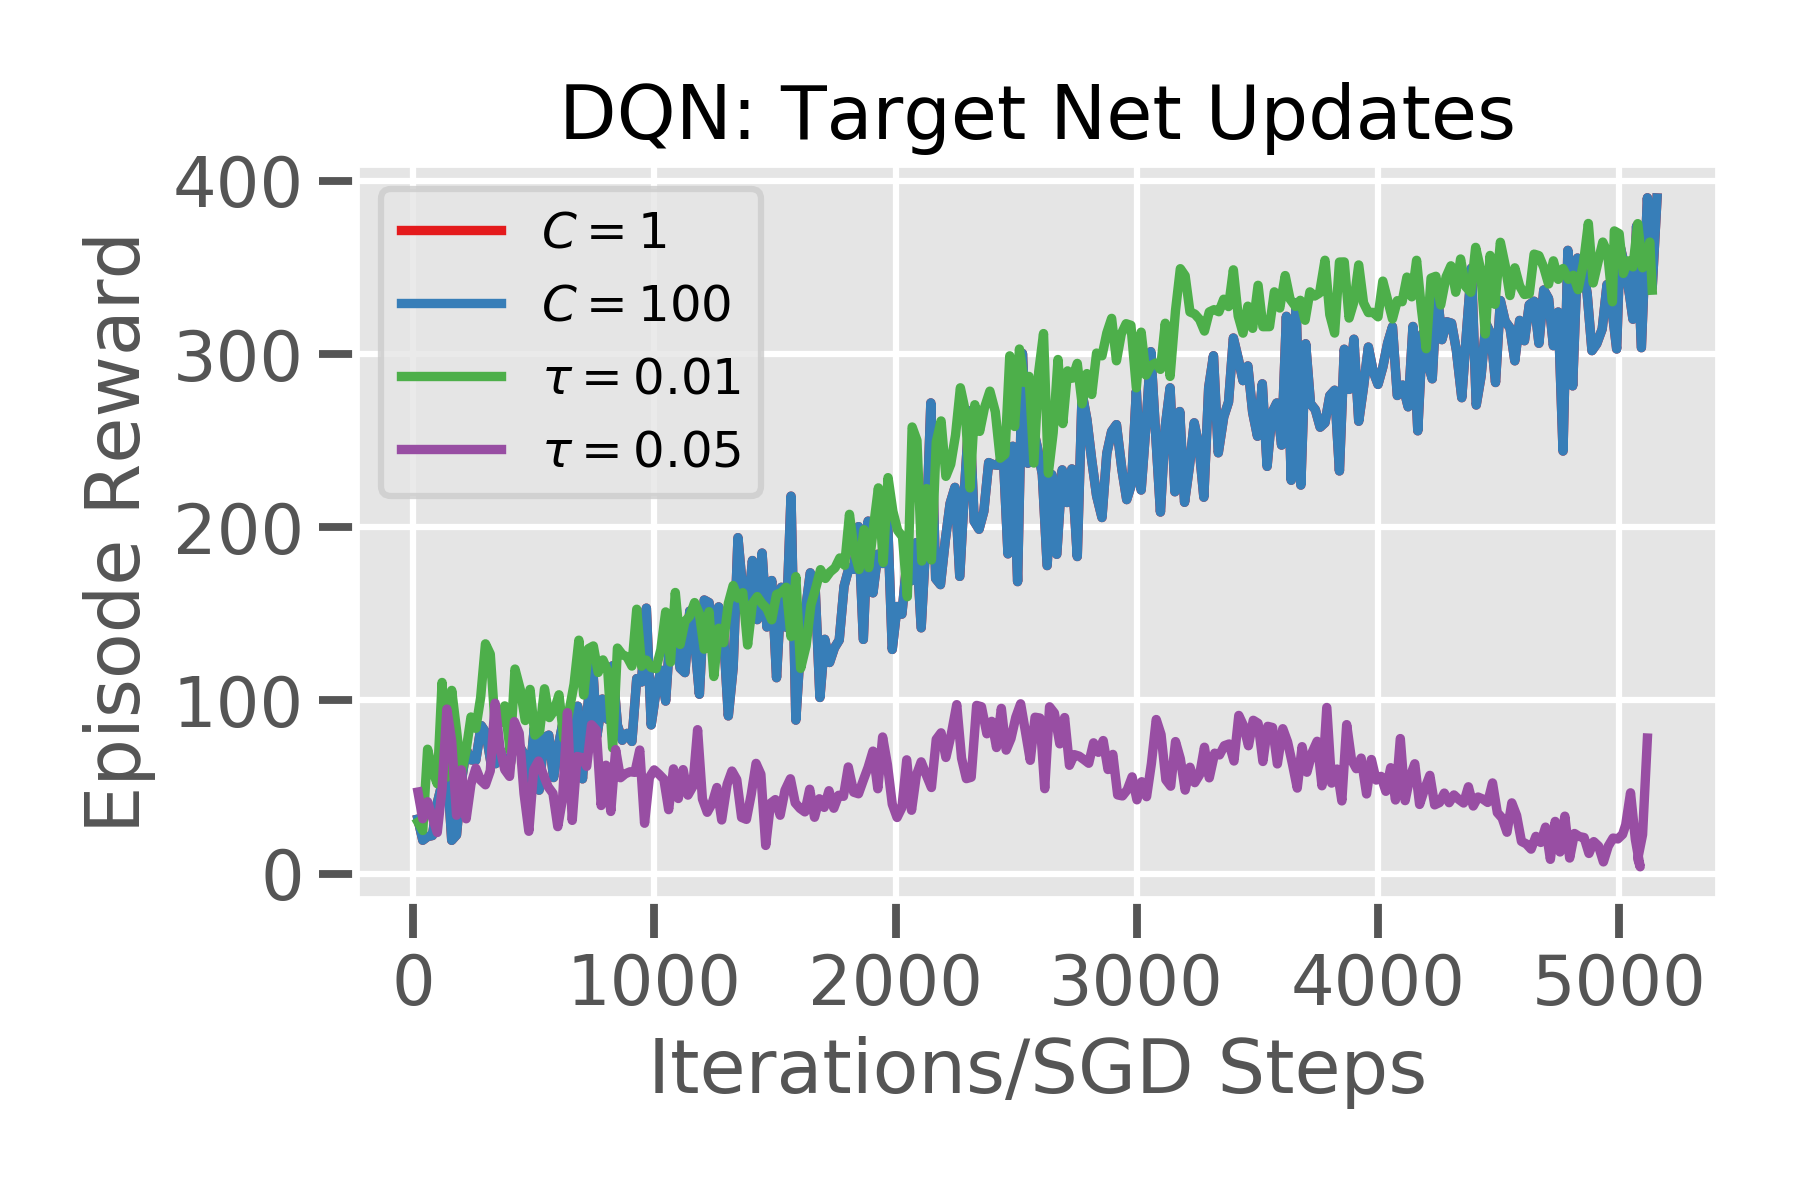 DQN: Target Net Updates
400
300
200
100
0
Episode Reward
C = 1
C = 100
τ = 0.01
τ = 0.05
0 1000 2000 3000 4000 5000
Iterations/SGD Steps